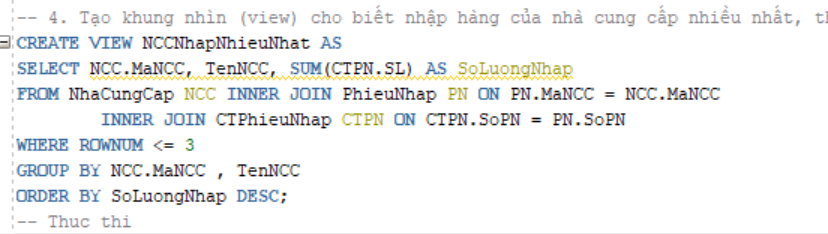 -- 4. Tạo khung nhìn (view) cho biết nhập hàng của nhà cung cấp nhiều nhất,
CREATE VIEW NCCNhapNhieuNhat AS
SELECT NCC.MaNCC, TenNCC, SUM(CTPN.SL) AS SoLuongNhap
FROM NhaCungCap NCC INNER JOIN PhieuNhap PN ON PN.MaNCC = NCC.MaNCC
INNER JOIN CTPhieuNhap CTPN ON CTPN.SoPN = PN.SoPN
WHERE ROWNUM <= 3
GROUP BY NCC.MaNCC , TenNCC
ORDER BY SoLuongNhap DESC;
-- Thuc thi